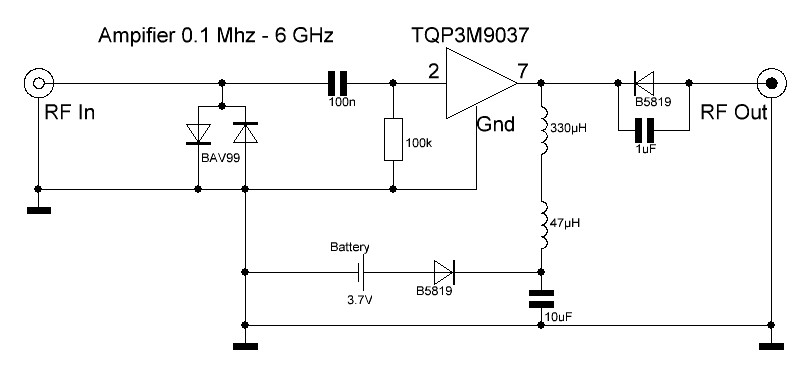 Ampifier 0.1 Mhz - 6 GHz
TQP3M9037
2
7
RF In
100n
Gnd
B5819
RF Out
BAV99
100k
330µH
1uF
47µH
Battery
3.7V
B5819
10uF